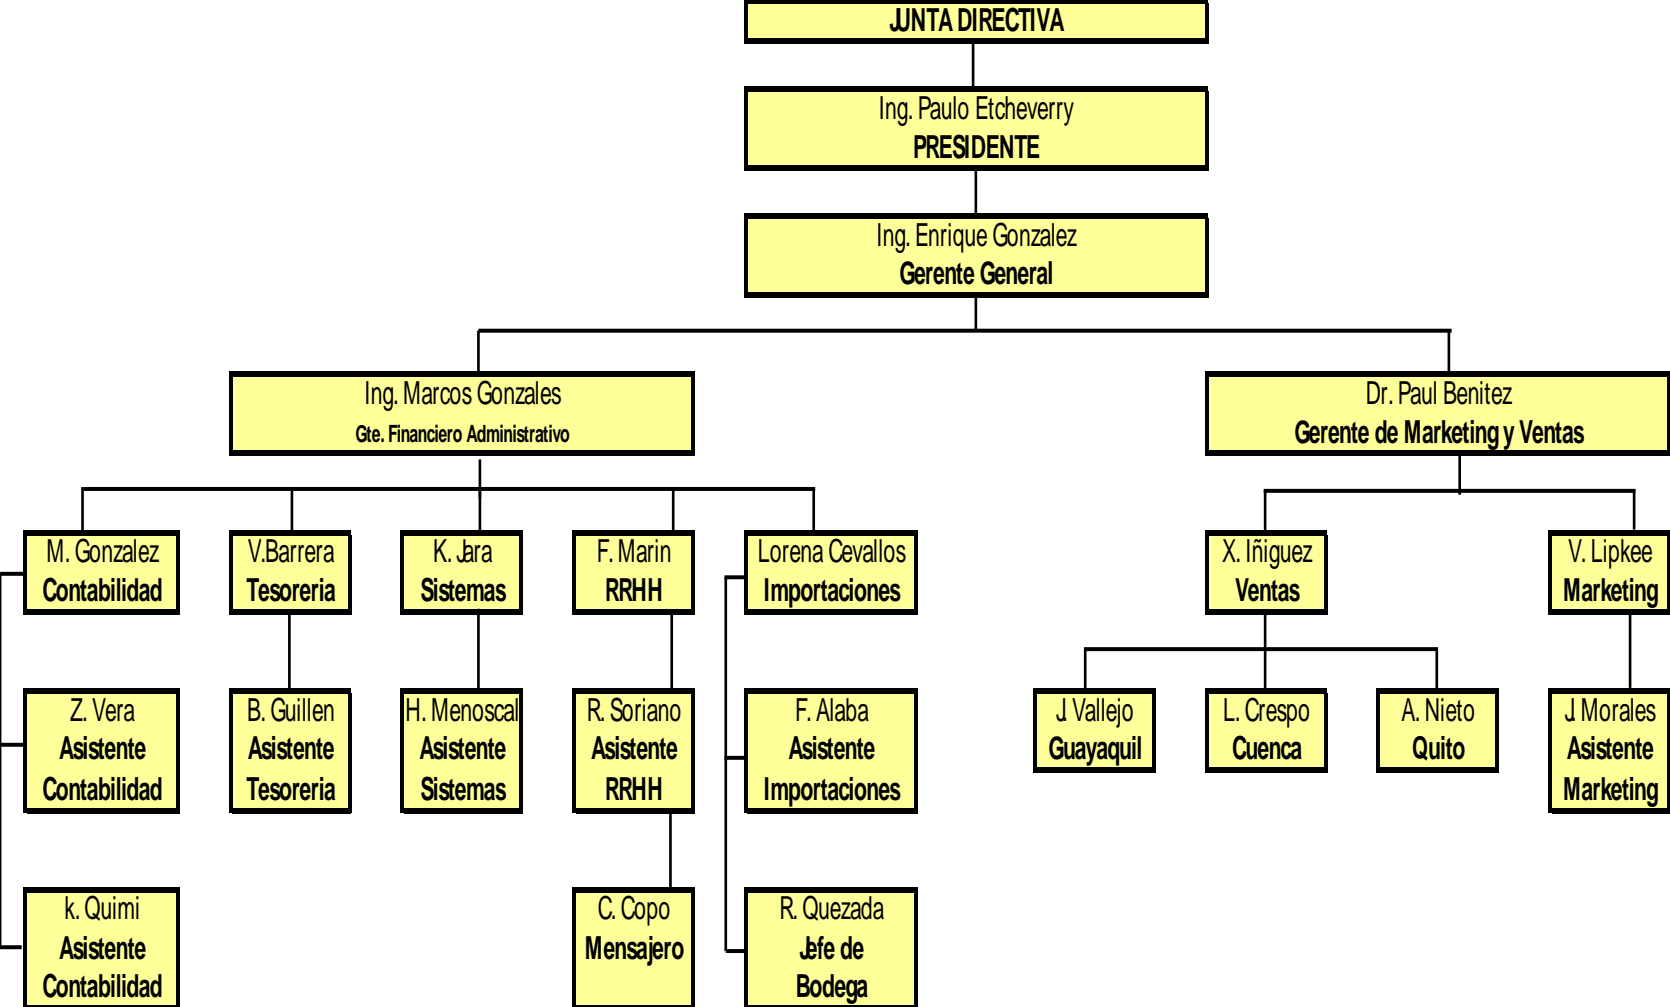 JUNTA DIRECTIVA
Ing. Paulo Etcheverry
PRESIDENTE
Ing. Enrique Gonzalez
Gerente General
Ing. Marcos Gonzales
Gte. Financiero Administrativo
Dr. Paul Benitez
Gerente de Marketing y Ventas
M. Gonzalez
Contabilidad
V.Barrera
Tesoreria
K. Jara
Sistemas
F. Marin
RRHH
Lorena Cevallos
Importaciones
X. Iñiguez
Ventas
V. Lipkee
Marketing
Z. Vera
Asistente
Contabilidad
B. Guillen
Asistente
Tesoreria
H. Menoscal
Asistente
Sistemas
R. Soriano
Asistente
RRHH
F. Alaba
Asistente
Importaciones
J. Vallejo
Guayaquil
L. Crespo
Cuenca
A. Nieto
Quito
J. Morales
Asistente
Marketing
k. Quimi
Asistente
Contabilidad
C. Copo
Mensajero
R. Quezada
Jefe de
Bodega